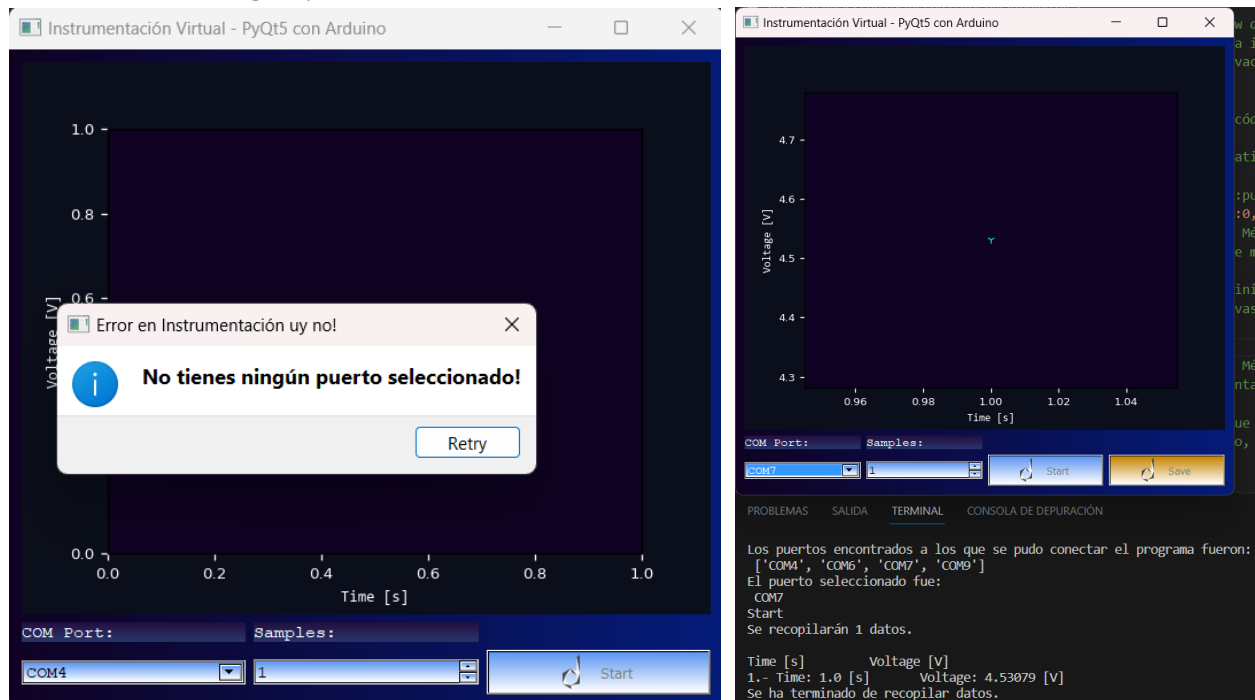 Instrumentación Virtual - PyQt5 con Arduino
1.0
0.8
0.6
Voltage [V]
Error en Instrumentación uy no!
No tienes ningún puerto seleccionado!
Retry
0.0
0.0 0.2 0.4 0.6 0.8 1.0
Time [s]
COM Port: Samples:
COM4 1 Start
Instrumentación Virtual - PyQt5 con Arduino
4.7
4.6
4.5
4.4
4.3
Voltage [V]
0.96 0.98 1.00 1.02 1.04
Time [s]
COM Port: Samples:
COM7 1 Start Save
PROBLEMAS SALIDA TERMINAL CONSOLA DE DEPURACIÓN
Los puertos encontrados a los que se pudo conectar el programa fueron:
['COM4', 'COM6', 'COM7', 'COM9']
El puerto seleccionado fue:
COM7
Start
Se recopilarán 1 datos.
Time [s] Voltage [V]
1.- Time: 1.0 [s] Voltage: 4.53079 [V]
Se ha terminado de recopilar datos.